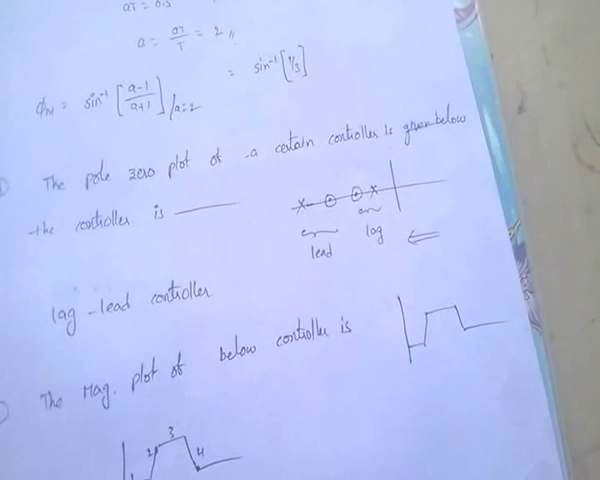 aT = 0.5
a = aT/T = 2 //
φm = sin⁻¹ [a-1/a+1] /a=2 = sin⁻¹ [1/3]
The pole zero plot of a certain controller is given below
the controller is ———
lead lag
lag - lead controller
The Mag. plot of below controller is
1 2 3 4